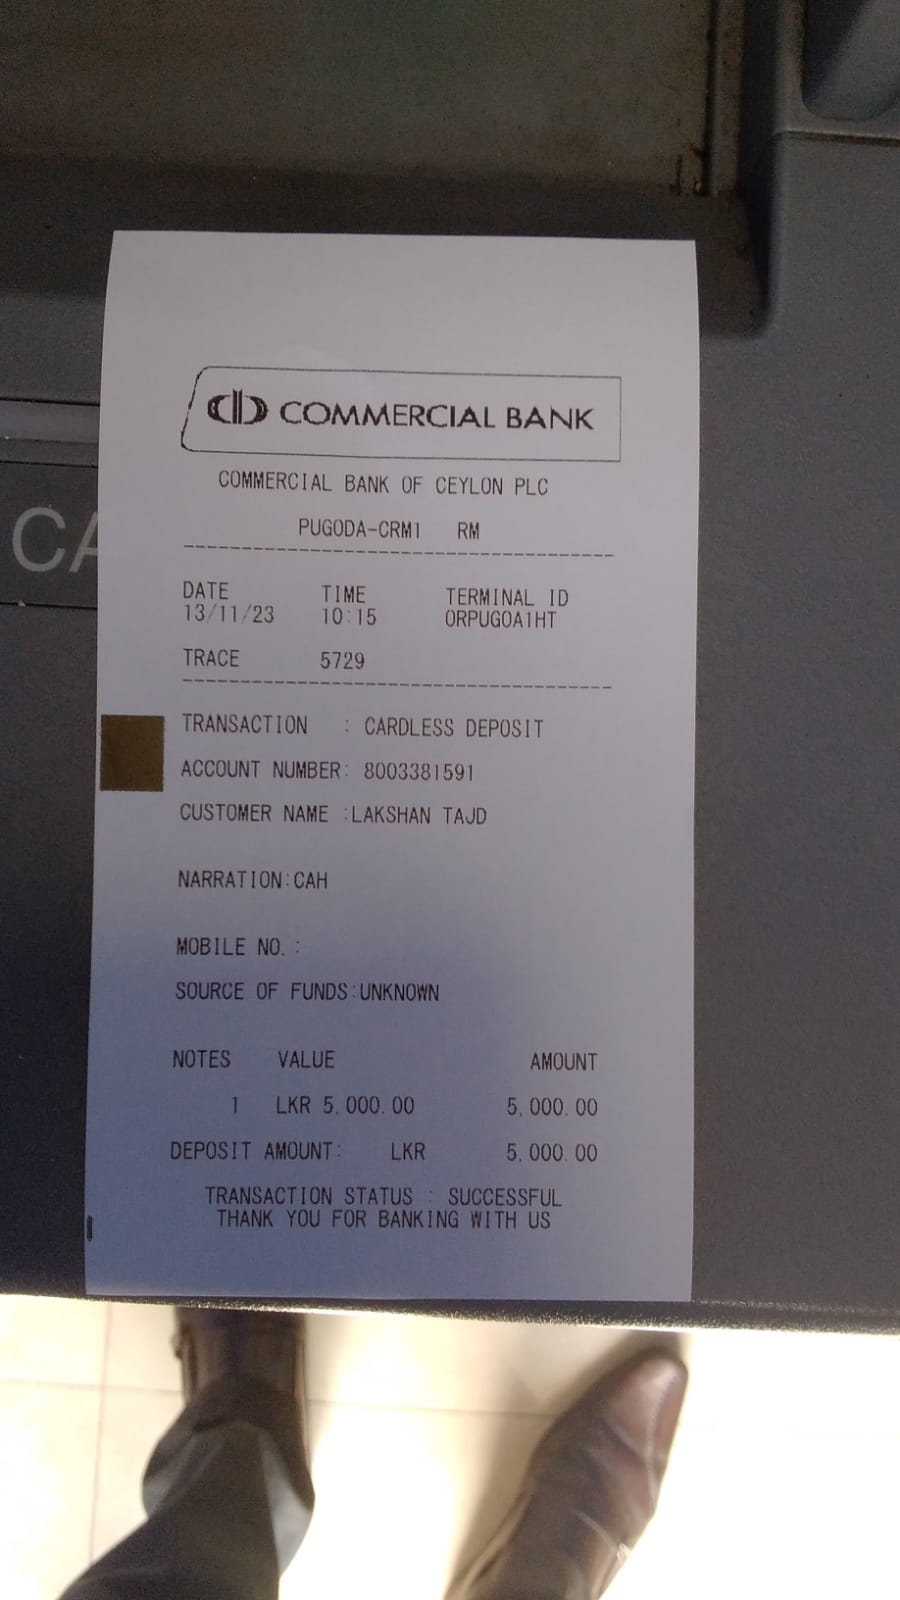 COMMERCIAL BANK
COMMERCIAL BANK OF CEYLON PLC
PUGODA-CRM1 RM
DATE TIME TERMINAL ID
13/11/23 10:15 ORPUGOA1HT
TRACE 5729
TRANSACTION : CARDLESS DEPOSIT
ACCOUNT NUMBER: 8003381591
CUSTOMER NAME :LAKSHAN TAJD
NARRATION:CAH
MOBILE NO. :
SOURCE OF FUNDS:UNKNOWN
NOTES VALUE AMOUNT
1 LKR 5,000.00 5,000.00
DEPOSIT AMOUNT: LKR 5,000.00
TRANSACTION STATUS : SUCCESSFUL
THANK YOU FOR BANKING WITH US
CA